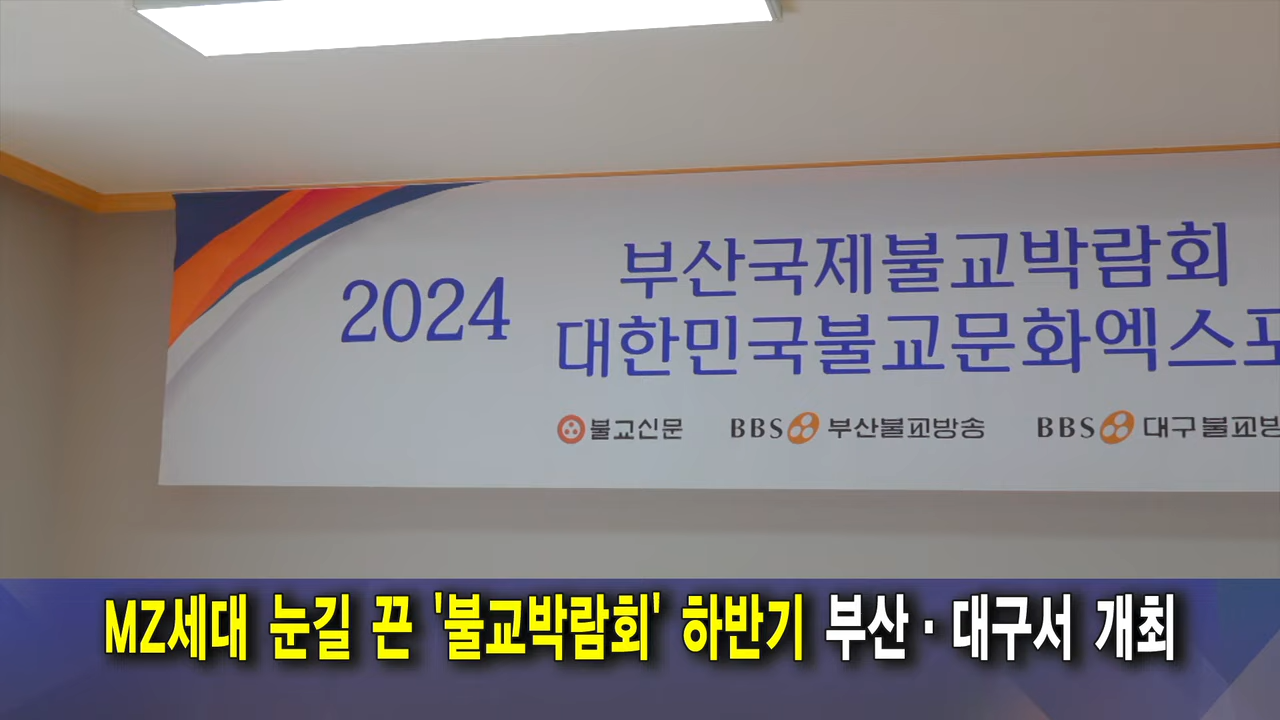 2024
부산국제불교박람회
대한민국불교문화엑스포
불교신문 BBS 부산불교방송 BBS 대구불교방
MZ세대 눈길 끈 '불교박람회' 하반기 부산·대구서 개최